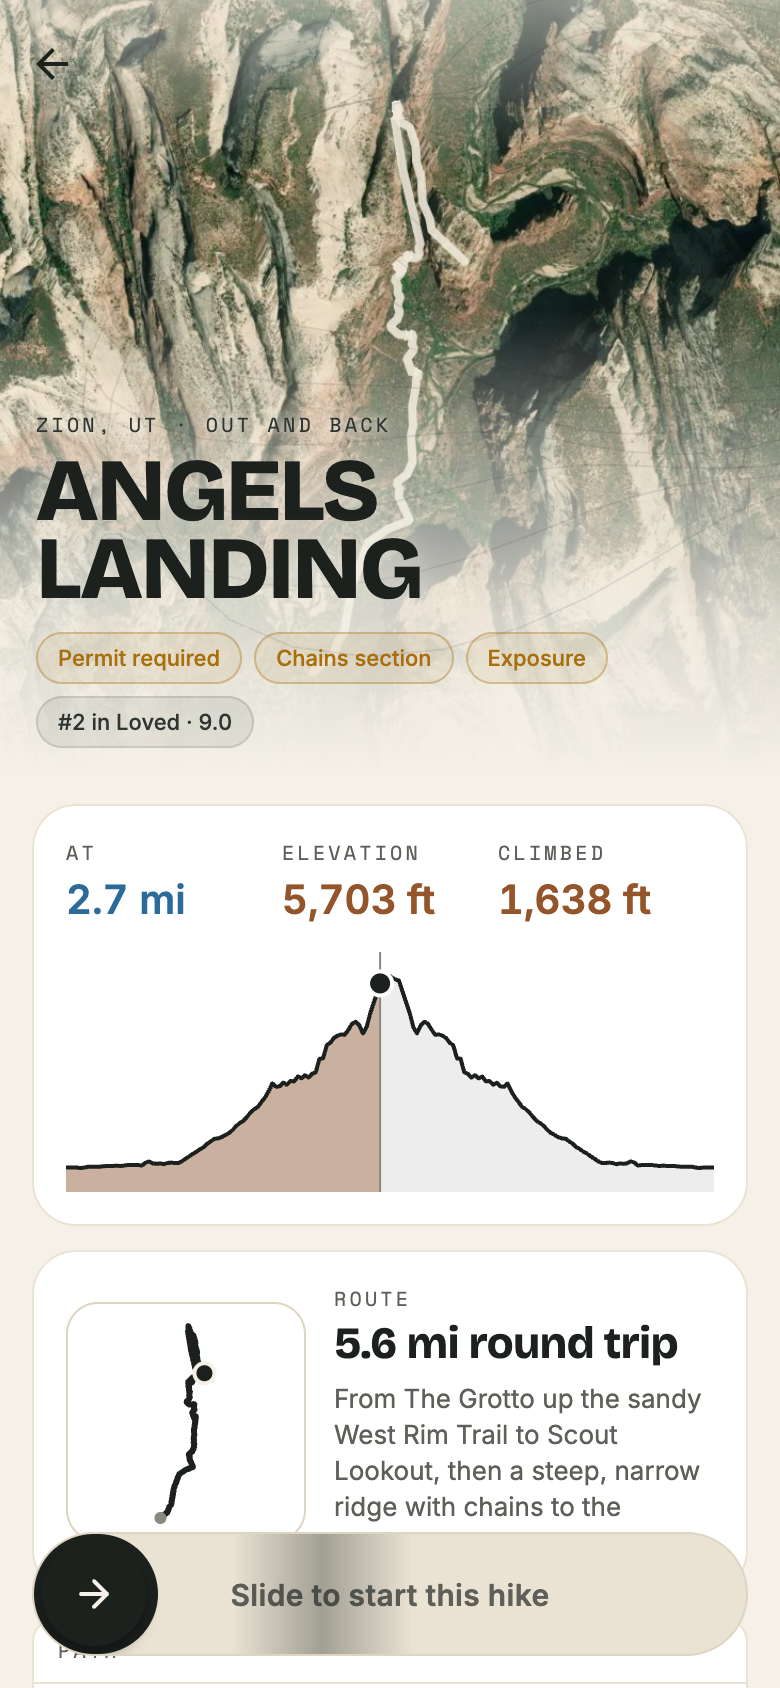 ZION, UT · OUT AND BACK
ANGELS
LANDING
Permit required
Chains section
Exposure
#2 in Loved · 9.0
AT
ELEVATION
CLIMBED
2.7 mi
5,703 ft
1,638 ft
ROUTE
5.6 mi round trip
From The Grotto up the sandy
West Rim Trail to Scout
Lookout, then a steep, narrow
ridge with chains to the
Slide to start this hike